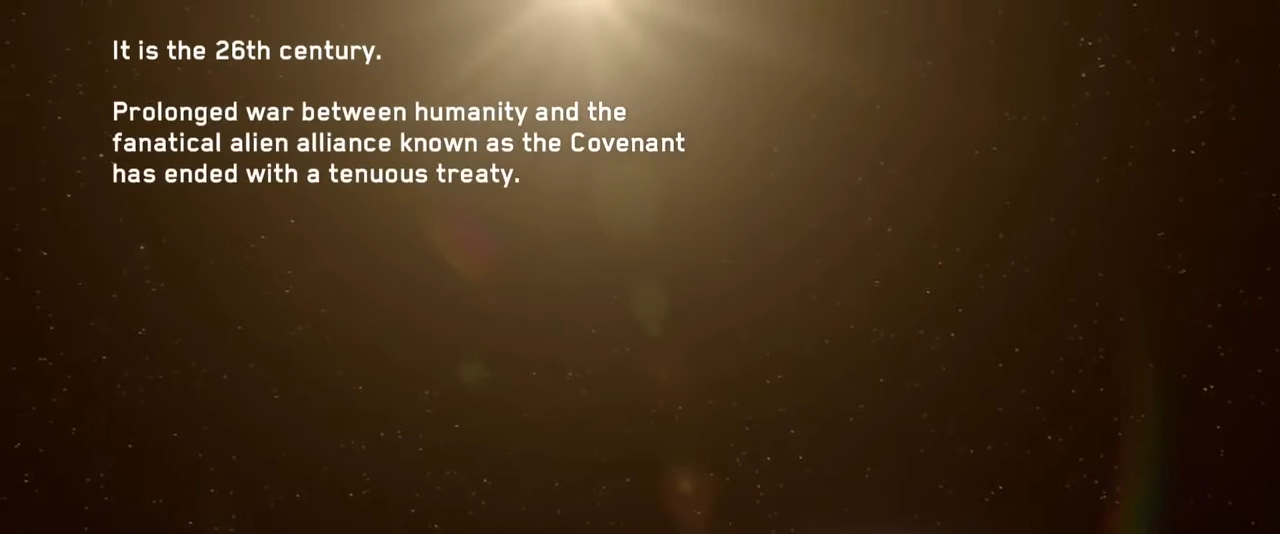 It is the 26th century.
Prolonged war between humanity and the
fanatical alien alliance known as the Covenant
has ended with a tenuous treaty.